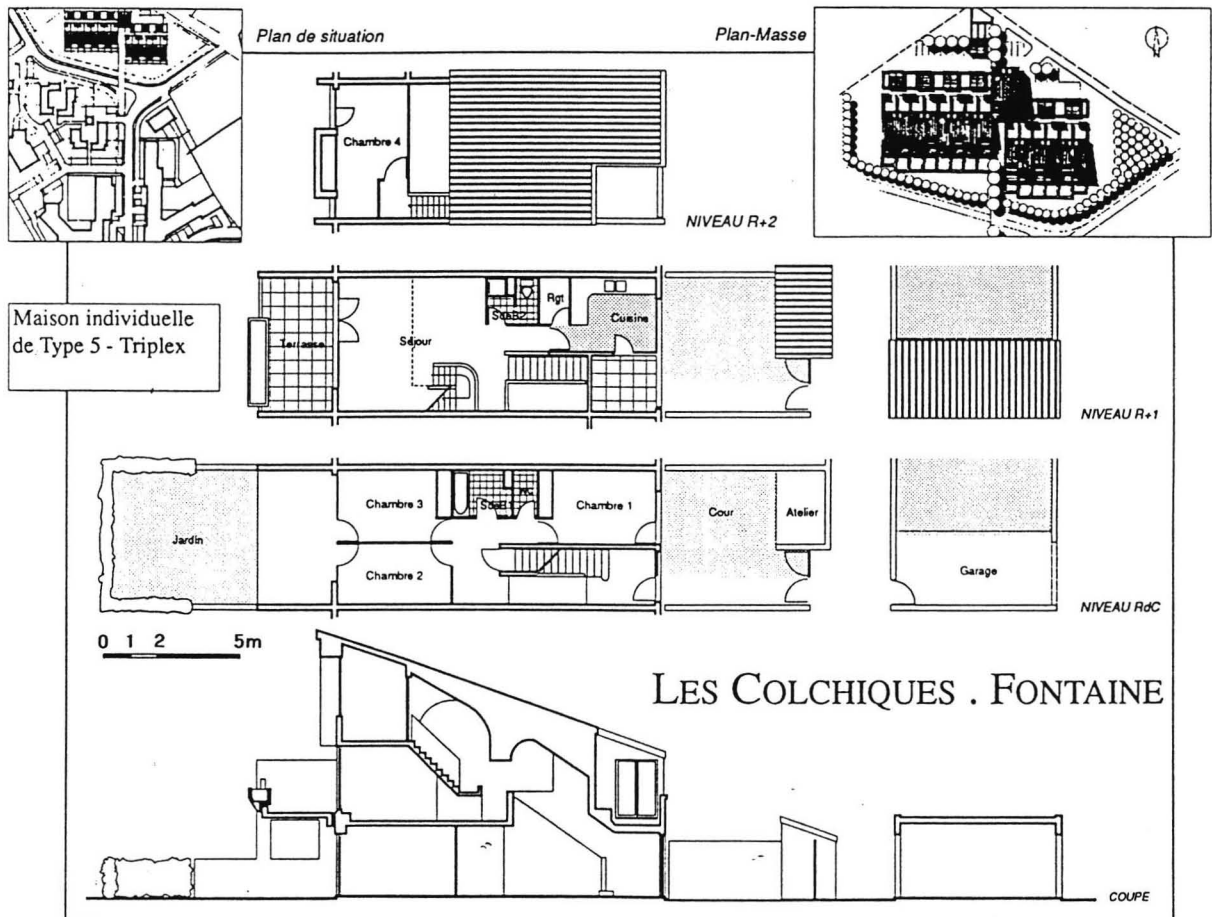 Plan de situation
Plan-Masse
N
Chambre 4
NIVEAU R+2
Maison individuelle
de Type 5 - Triplex
Terrasse
Séjour
SdeB2
Rgt
Cuisine
NIVEAU R+1
Jardin
Chambre 3
Chambre 2
SdeB1
WC
Chambre 1
Cour
Atelier
Garage
NIVEAU RdC
0 1 2 5m
LES COLCHIQUES . FONTAINE
COUPE